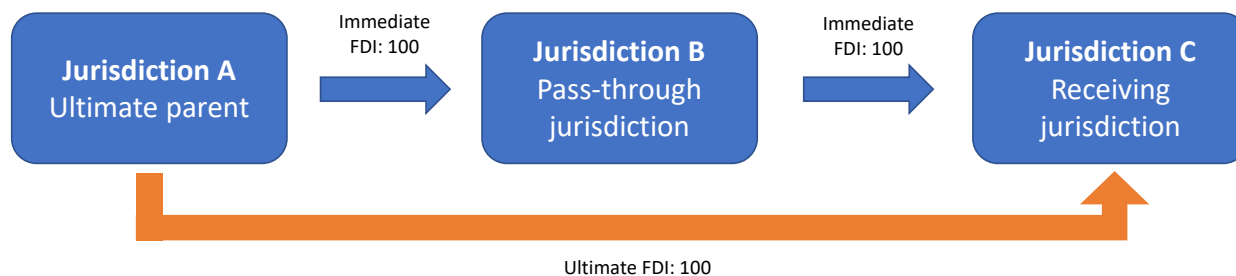 Jurisdiction A
Ultimate parent
Immediate
FDI: 100
Jurisdiction B
Pass-through
jurisdiction
Immediate
FDI: 100
Jurisdiction C
Receiving
jurisdiction
Ultimate FDI: 100